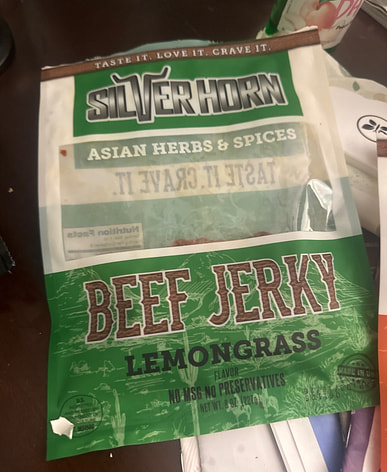 TASTE IT. LOVE IT. CRAVE IT.
SILVER HORN
ASIAN HERBS & SPICES
TASTE IT. CRAVE IT.
Nutrition Facts
BEEF JERKY
LEMONGRASS
FLAVOR
NO MSG NO PRESERVATIVES